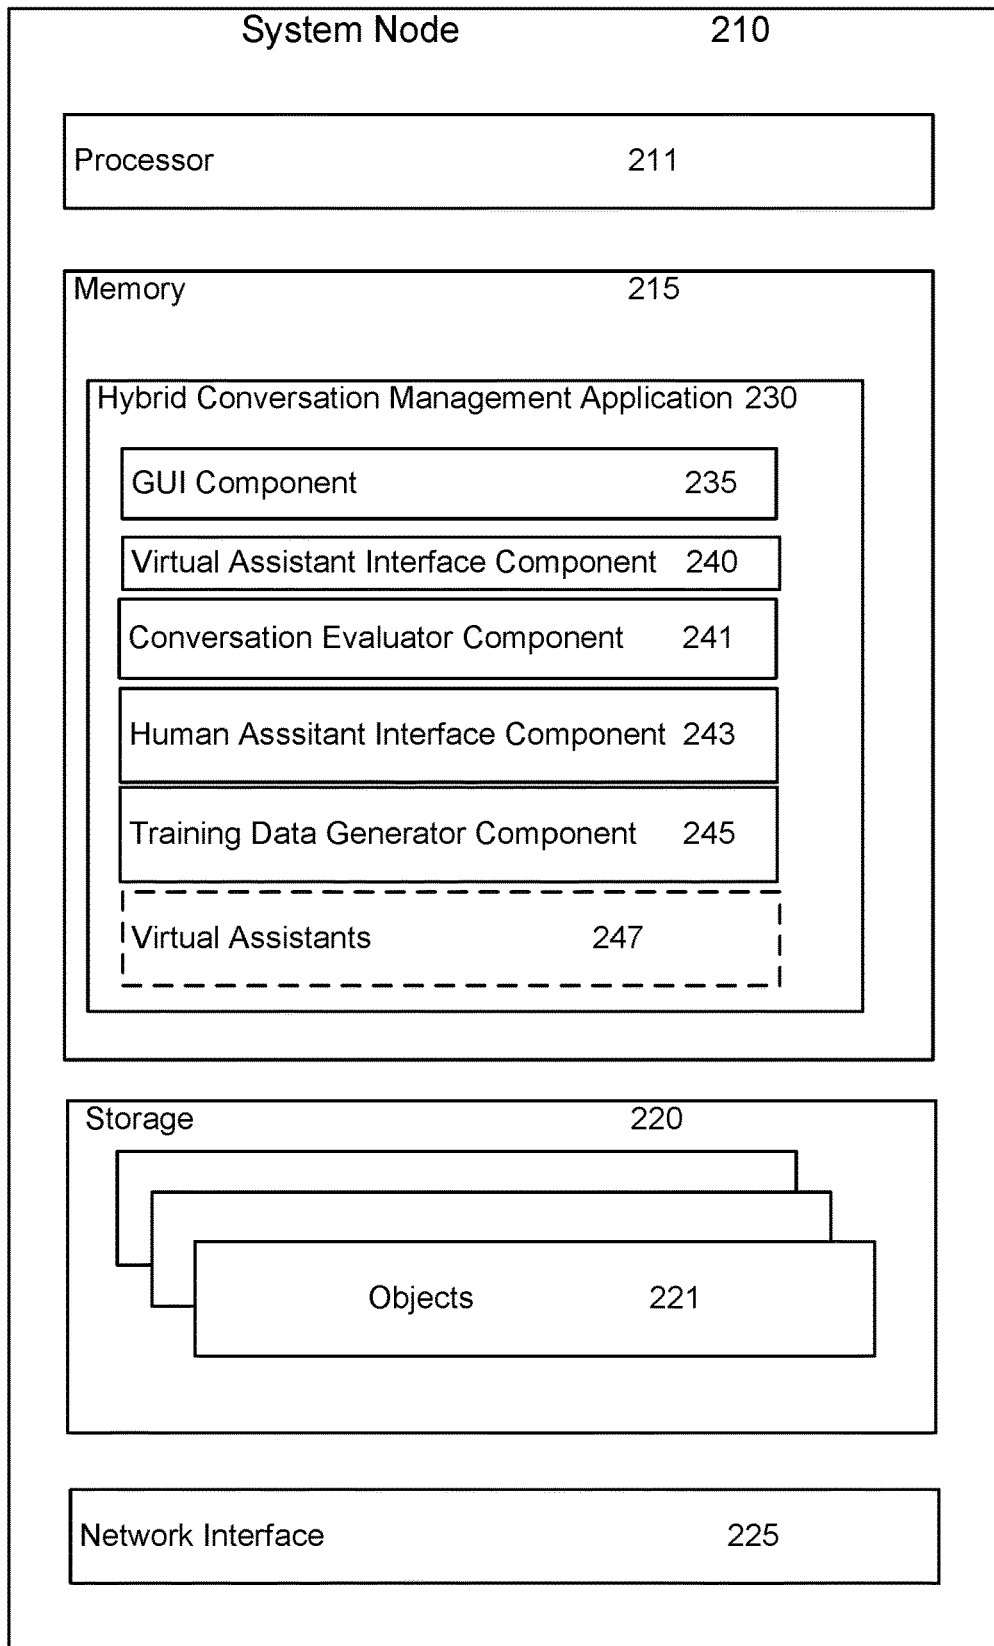 System Node 210
Processor 211
Memory 215
Hybrid Conversation Management Application 230
GUI Component 235
Virtual Assistant Interface Component 240
Conversation Evaluator Component 241
Human Asssitant Interface Component 243
Training Data Generator Component 245
Virtual Assistants 247
Storage 220
Objects 221
Network Interface 225